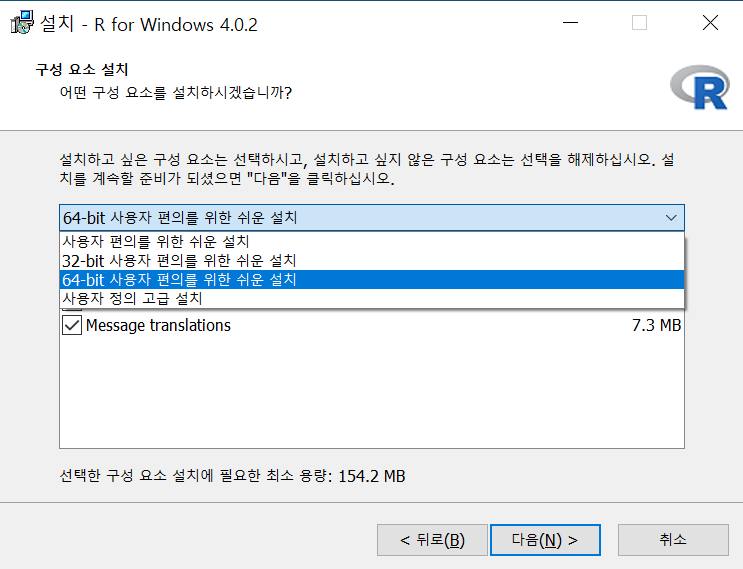 설치 - R for Windows 4.0.2
구성 요소 설치
어떤 구성 요소를 설치하시겠습니까?
R
설치하고 싶은 구성 요소는 선택하시고, 설치하고 싶지 않은 구성 요소는 선택을 해제하십시오. 설
치를 계속할 준비가 되셨으면 "다음"을 클릭하십시오.
64-bit 사용자 편의를 위한 쉬운 설치
사용자 편의를 위한 쉬운 설치
32-bit 사용자 편의를 위한 쉬운 설치
64-bit 사용자 편의를 위한 쉬운 설치
사용자 정의 고급 설치
Message translations 7.3 MB
선택한 구성 요소 설치에 필요한 최소 용량: 154.2 MB
< 뒤로(B) 다음(N) > 취소